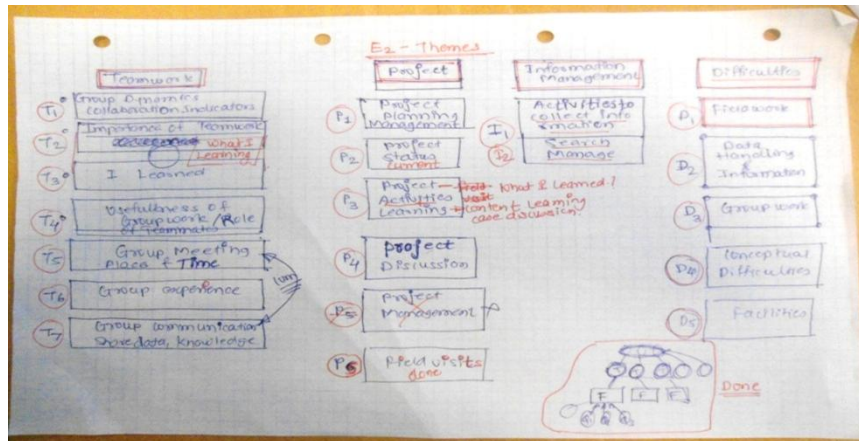 E2 - Themes
Teamwork
T1
Group Dynamics
Collaboration, Indicators
T2
Importance of Teamwork
What I
Learning
T3
I Learned
T4
Usefullness of
Groupwork / Role
of Teammates
T5
Group Meeting
Place & Time
T6
Group experience
T7
Group communication
Share data, knowledge
Project
P1
Project
Planning
Management
P2
Project
Status
Current
P3
Project
Activities
Learning
What I Learned?
visit
content Learning
case discussion
P4
Project
Discussion
P5
Project
Management
P6
Field visits
done
Information
Management
I1
Activities to
collect Info
rmation
I2
Search
Manage
Difficulties
D1
Fieldwork
D2
Data
Handling
Information
D3
Group work
D4
Conceptual
Difficulties
D5
Facilities
F
F
F
Done